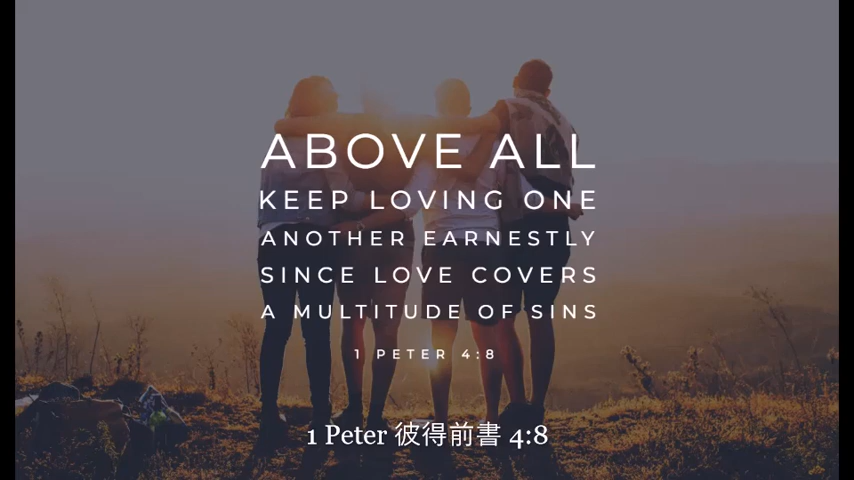 ABOVE ALL
KEEP LOVING ONE
ANOTHER EARNESTLY
SINCE LOVE COVERS
A MULTITUDE OF SINS
1 PETER 4:8
1 Peter 彼得前書 4:8